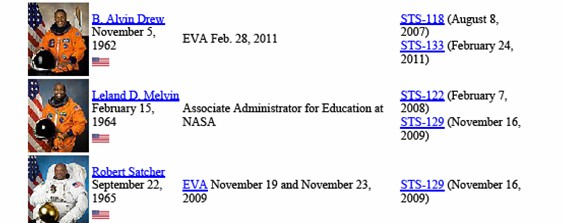 B. Alvin Drew
November 5,
1962
EVA Feb. 28, 2011
STS-118 (August 8,
2007)
STS-133 (February 24,
2011)
Leland D. Melvin
February 15,
1964
Associate Administrator for Education at
NASA
STS-122 (February 7,
2008)
STS-129 (November 16,
2009)
Robert Satcher
September 22,
1965
EVA November 19 and November 23,
2009
STS-129 (November 16,
2009)